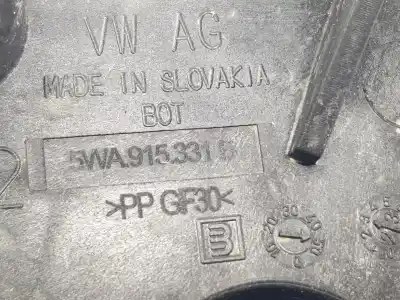 VW AG
MADE IN SLOVAKIA
BOT
5WA.915.331 B
>PP GF30<
B